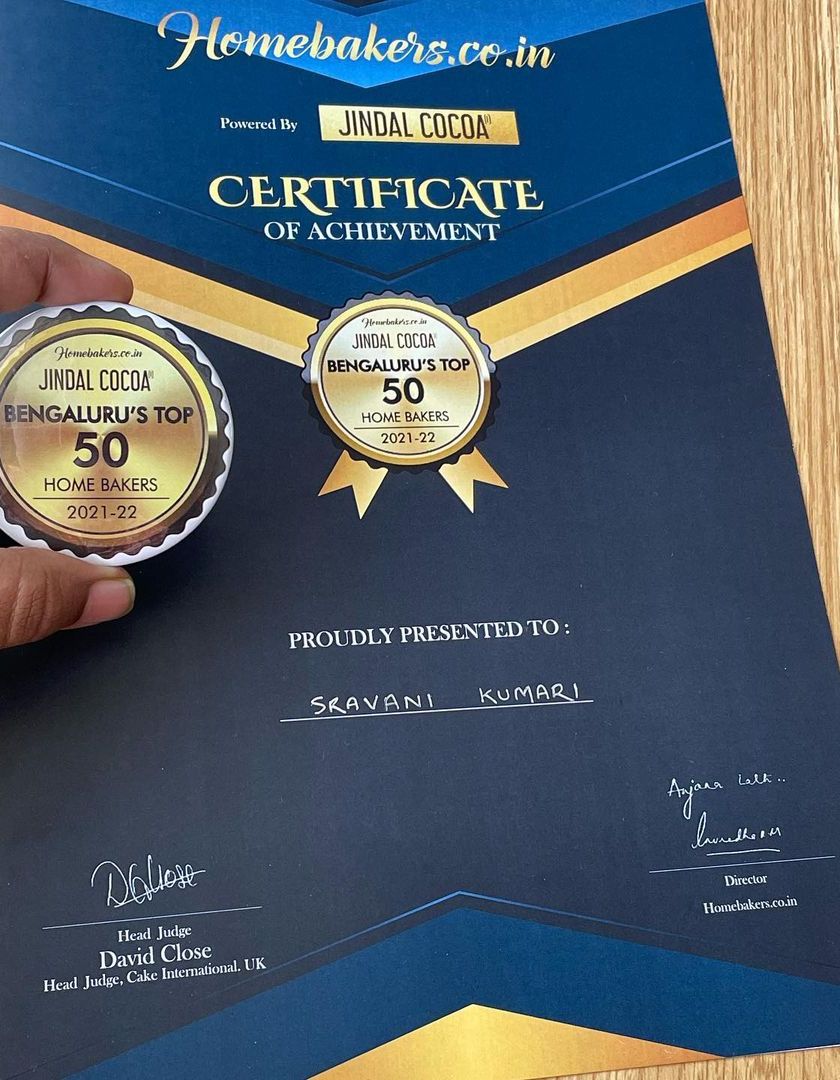 Homebakers.co.in
Powered By JINDAL COCOA
CERTIFICATE
OF ACHIEVEMENT
Homebakers.co.in
JINDAL COCOA
BENGALURU'S TOP
50
HOME BAKERS
2021-22
Homebakers.co.in
JINDAL COCOA
BENGALURU'S TOP
50
HOME BAKERS
2021-22
PROUDLY PRESENTED TO :
SRAVANI KUMARI
Anjana
DGClose
Head Judge
David Close
Head Judge, Cake International. UK
Director
Homebakers.co.in